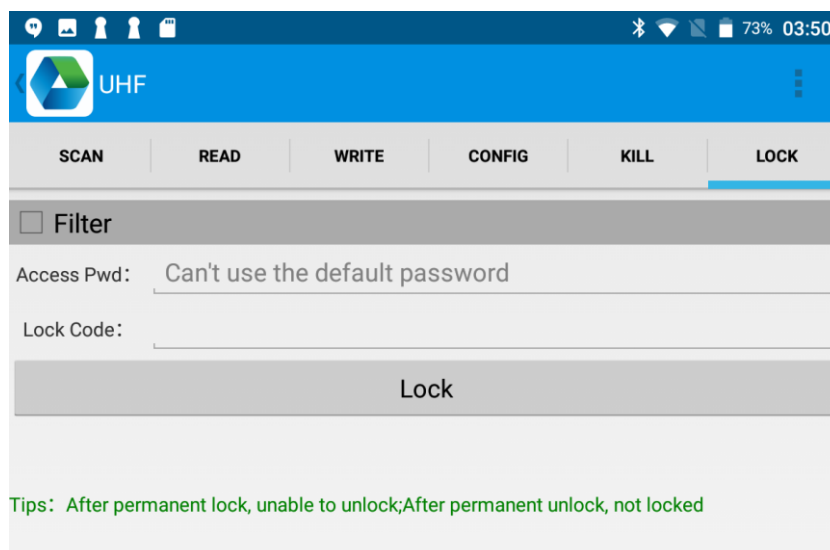 73% 03:50
UHF
SCAN READ WRITE CONFIG KILL LOCK
Filter
Access Pwd: Can't use the default password
Lock Code:
Lock
Tips: After permanent lock, unable to unlock;After permanent unlock, not locked